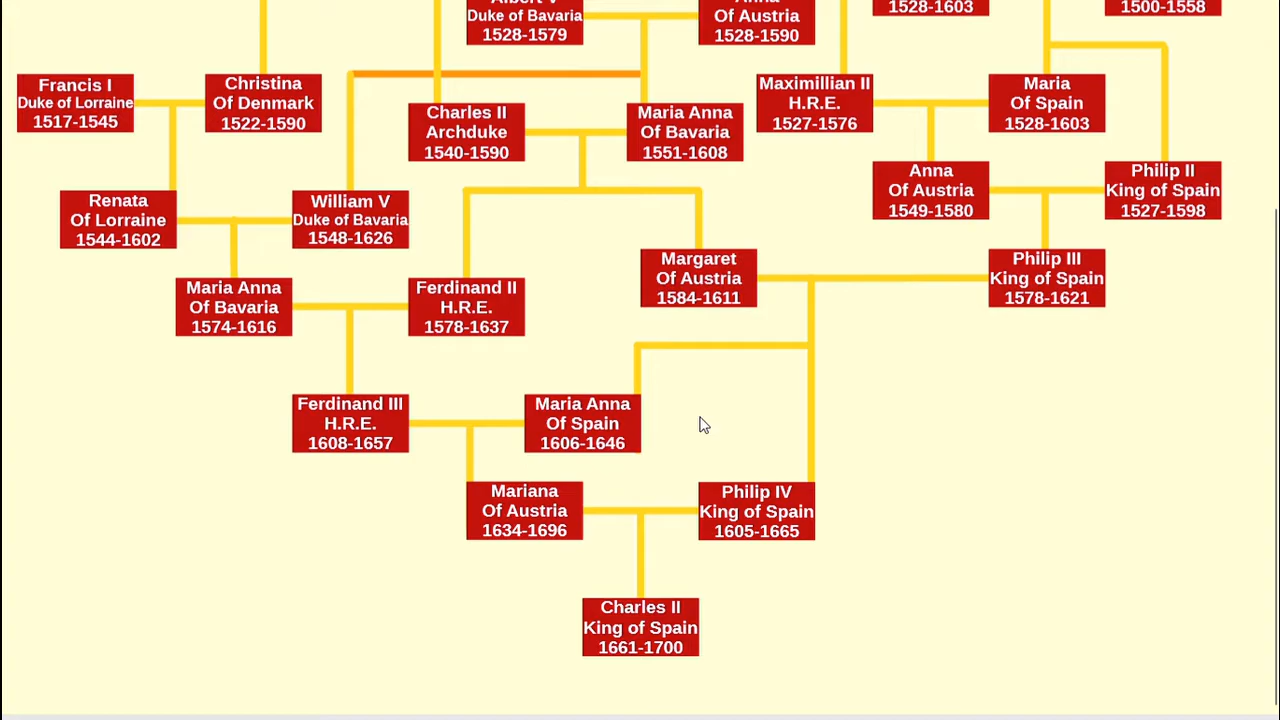 Albert V
Duke of Bavaria
1528-1579
Anna
Of Austria
1528-1590
1528-1603
1500-1558
Francis I
Duke of Lorraine
1517-1545
Christina
Of Denmark
1522-1590
Charles II
Archduke
1540-1590
Maria Anna
Of Bavaria
1551-1608
Maximillian II
H.R.E.
1527-1576
Maria
Of Spain
1528-1603
Renata
Of Lorraine
1544-1602
William V
Duke of Bavaria
1548-1626
Anna
Of Austria
1549-1580
Philip II
King of Spain
1527-1598
Maria Anna
Of Bavaria
1574-1616
Ferdinand II
H.R.E.
1578-1637
Margaret
Of Austria
1584-1611
Philip III
King of Spain
1578-1621
Ferdinand III
H.R.E.
1608-1657
Maria Anna
Of Spain
1606-1646
Mariana
Of Austria
1634-1696
Philip IV
King of Spain
1605-1665
Charles II
King of Spain
1661-1700